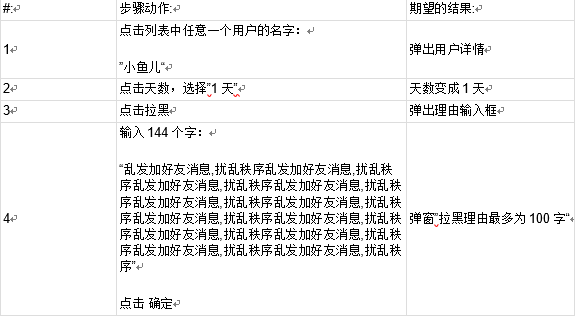 #:
步骤动作:
期望的结果:
1
点击列表中任意一个用户的名字：
”小鱼儿“
弹出用户详情
2
点击天数，选择”1 天”
天数变成 1 天
3
点击拉黑
弹出理由输入框
4
输入 144 个字：
“乱发加好友消息,扰乱秩序乱发加好友消息,扰乱秩
序乱发加好友消息,扰乱秩序乱发加好友消息,扰乱秩
序乱发加好友消息,扰乱秩序乱发加好友消息,扰乱秩
序乱发加好友消息,扰乱秩序乱发加好友消息,扰乱秩
序乱发加好友消息,扰乱秩序乱发加好友消息,扰乱秩
序乱发加好友消息,扰乱秩序乱发加好友消息,扰乱秩
序”
点击 确定
弹窗”拉黑理由最多为 100 字“